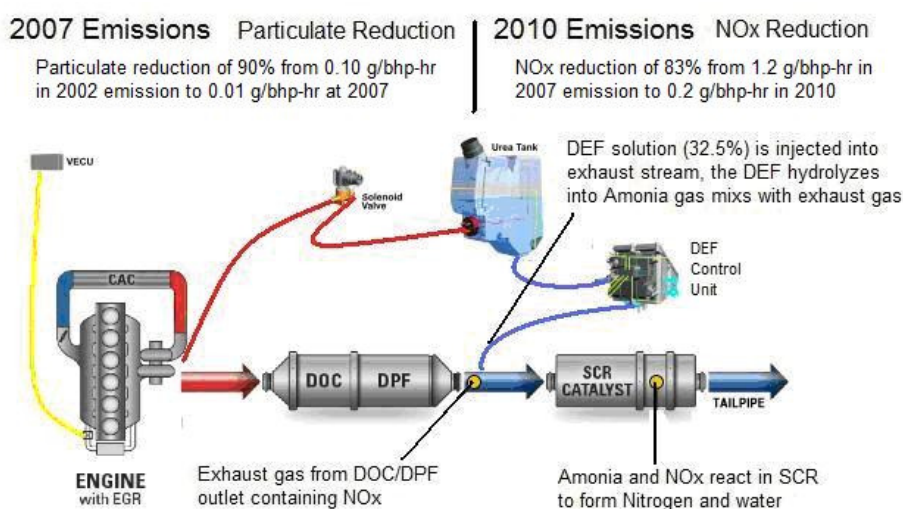 2007 Emissions Particulate Reduction
Particulate reduction of 90% from 0.10 g/bhp-hr
in 2002 emission to 0.01 g/bhp-hr at 2007
2010 Emissions NOx Reduction
NOx reduction of 83% from 1.2 g/bhp-hr in
2007 emission to 0.2 g/bhp-hr in 2010
VECU
Solenoid
Valve
Urea Tank
DEF solution (32.5%) is injected into
exhaust stream, the DEF hydrolyzes
into Amonia gas mixs with exhaust gas
DEF
Control
Unit
CAC
DOC
DPF
SCR
CATALYST
TAILPIPE
ENGINE
with EGR
Exhaust gas from DOC/DPF
outlet containing NOx
Amonia and NOx react in SCR
to form Nitrogen and water